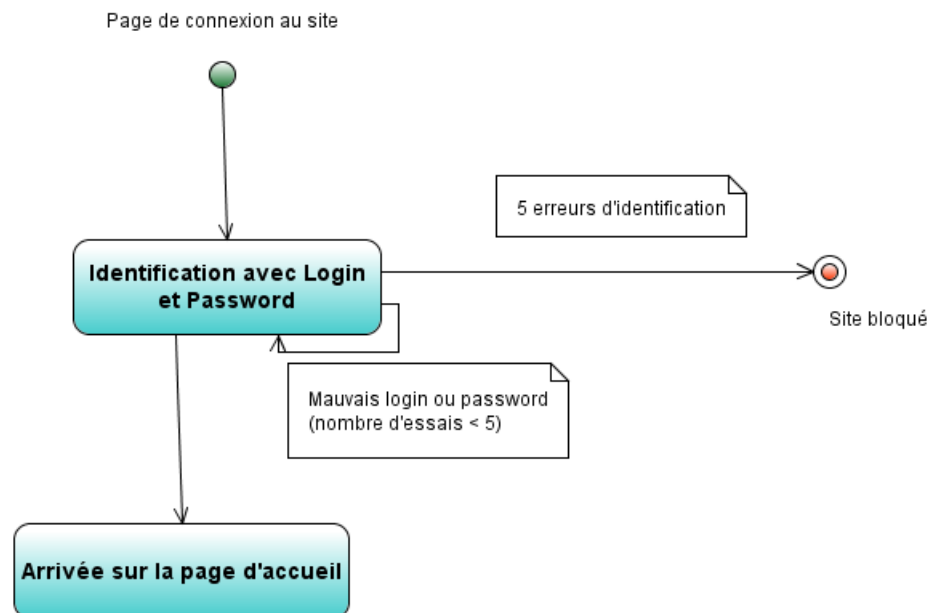 Page de connexion au site
5 erreurs d'identification
Identification avec Login
et Password
Site bloqué
Mauvais login ou password
(nombre d'essais < 5)
Arrivée sur la page d'accueil